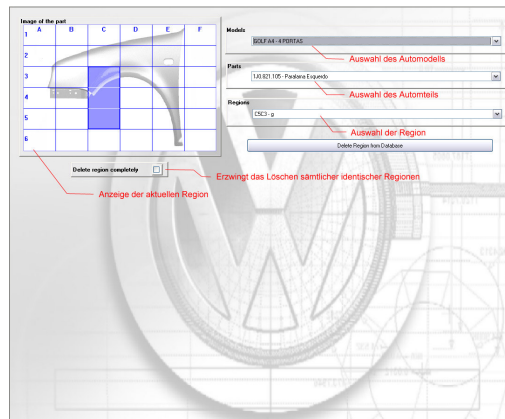 Image of the part
A B C D E F
1
2
3
4
5
6
Models
GOLF A4 - 4 PORTAS
Auswahl des Automodells
Parts
1J0.821.105 - Paralama Esquerdo
Auswahl des Automteils
Regions
C5C3 - g
Auswahl der Region
Delete Region from Database
Delete region completely
Erzwingt das Löschen sämtlicher identischer Regionen
Anzeige der aktuellen Region